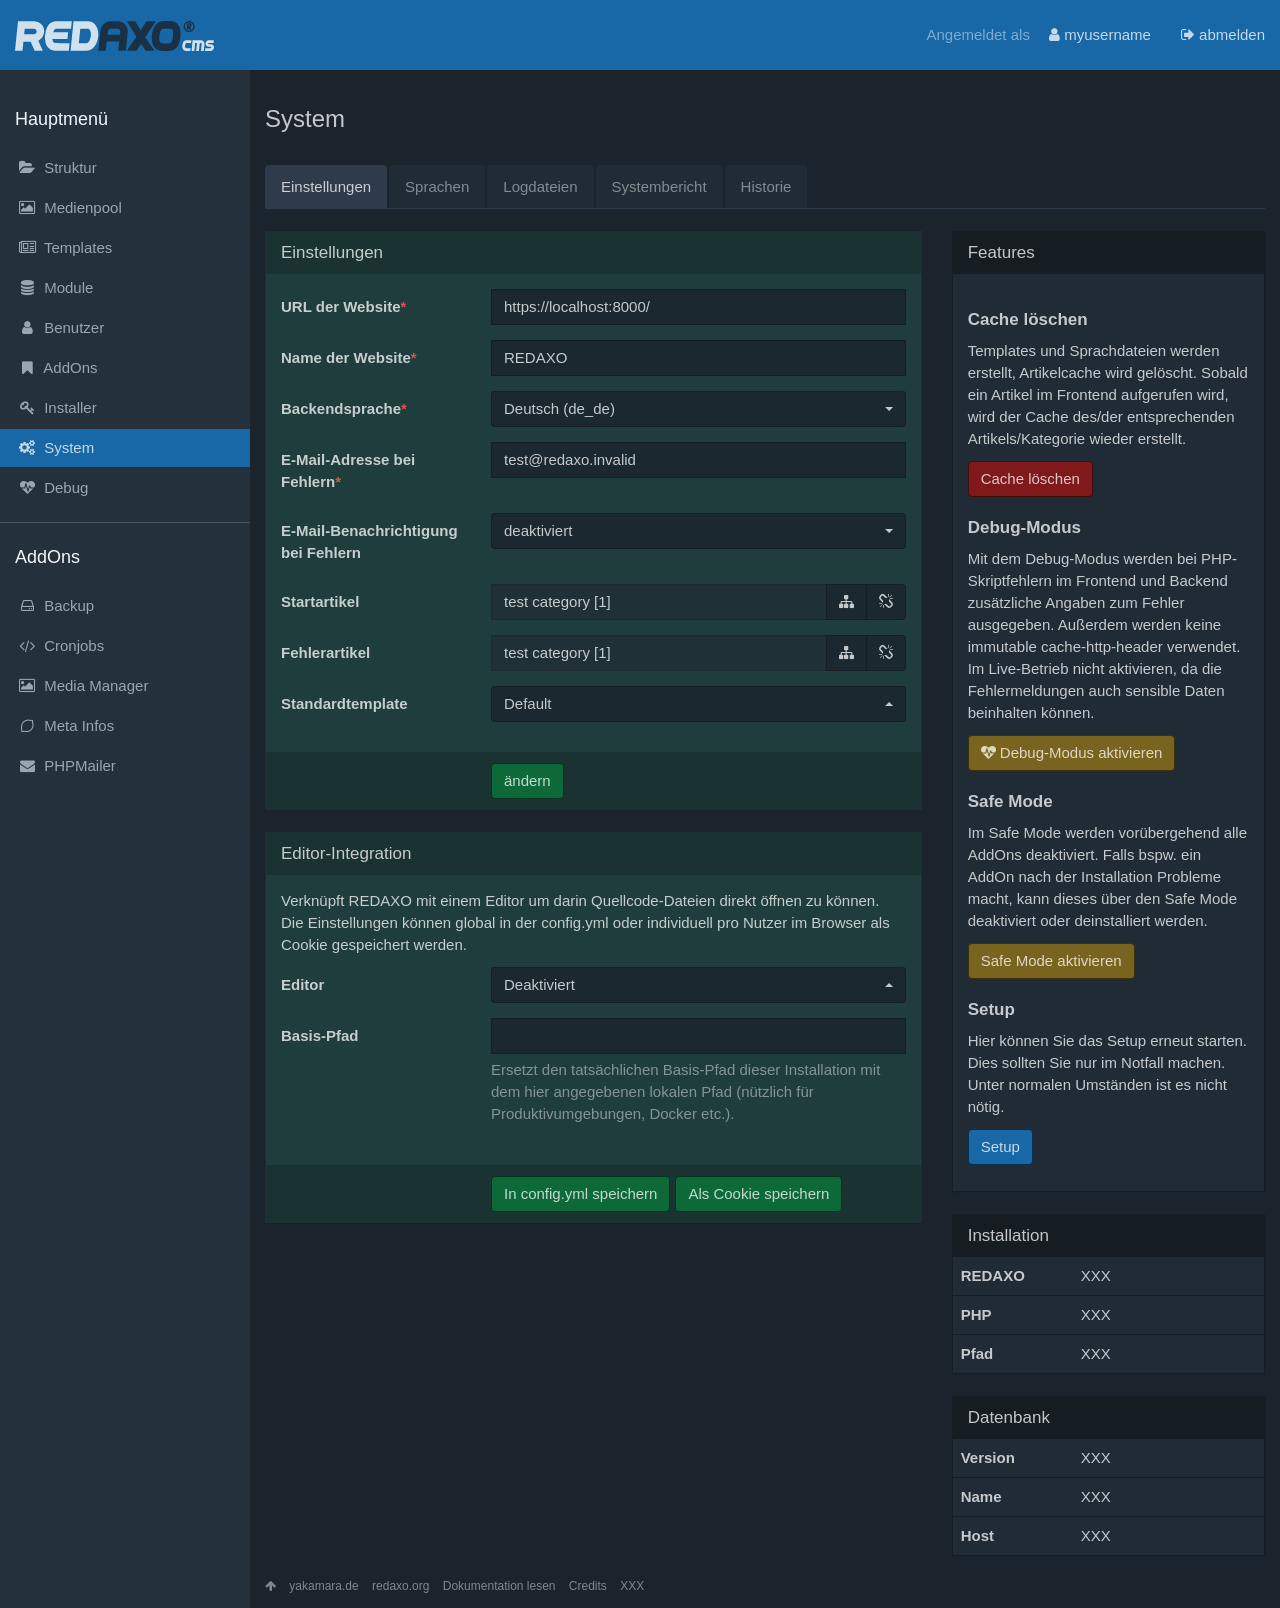 REDAXO® cms
Angemeldet als myusername abmelden
Hauptmenü
Struktur
Medienpool
Templates
Module
Benutzer
AddOns
Installer
System
Debug
AddOns
Backup
Cronjobs
Media Manager
Meta Infos
PHPMailer
System
Einstellungen Sprachen Logdateien Systembericht Historie
Einstellungen
URL der Website* https://localhost:8000/
Name der Website* REDAXO
Backendsprache* Deutsch (de_de)
E-Mail-Adresse bei test@redaxo.invalid
Fehlern*
E-Mail-Benachrichtigung deaktiviert
bei Fehlern
Startartikel test category [1]
Fehlerartikel test category [1]
Standardtemplate Default
ändern
Editor-Integration
Verknüpft REDAXO mit einem Editor um darin Quellcode-Dateien direkt öffnen zu können.
Die Einstellungen können global in der config.yml oder individuell pro Nutzer im Browser als
Cookie gespeichert werden.
Editor Deaktiviert
Basis-Pfad
Ersetzt den tatsächlichen Basis-Pfad dieser Installation mit
dem hier angegebenen lokalen Pfad (nützlich für
Produktivumgebungen, Docker etc.).
In config.yml speichern Als Cookie speichern
Features
Cache löschen
Templates und Sprachdateien werden
erstellt, Artikelcache wird gelöscht. Sobald
ein Artikel im Frontend aufgerufen wird,
wird der Cache des/der entsprechenden
Artikels/Kategorie wieder erstellt.
Cache löschen
Debug-Modus
Mit dem Debug-Modus werden bei PHP-
Skriptfehlern im Frontend und Backend
zusätzliche Angaben zum Fehler
ausgegeben. Außerdem werden keine
immutable cache-http-header verwendet.
Im Live-Betrieb nicht aktivieren, da die
Fehlermeldungen auch sensible Daten
beinhalten können.
Debug-Modus aktivieren
Safe Mode
Im Safe Mode werden vorübergehend alle
AddOns deaktiviert. Falls bspw. ein
AddOn nach der Installation Probleme
macht, kann dieses über den Safe Mode
deaktiviert oder deinstalliert werden.
Safe Mode aktivieren
Setup
Hier können Sie das Setup erneut starten.
Dies sollten Sie nur im Notfall machen.
Unter normalen Umständen ist es nicht
nötig.
Setup
Installation
REDAXO XXX
PHP XXX
Pfad XXX
Datenbank
Version XXX
Name XXX
Host XXX
yakamara.de redaxo.org Dokumentation lesen Credits XXX